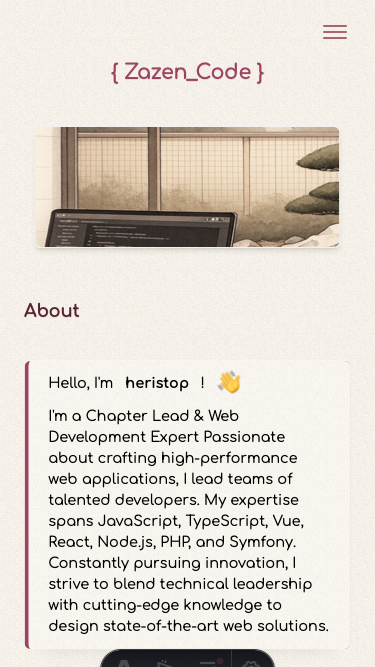 { Zazen_Code }
About
Hello, I'm heristop ! 👋
I'm a Chapter Lead & Web
Development Expert Passionate
about crafting high-performance
web applications, I lead teams of
talented developers. My expertise
spans JavaScript, TypeScript, Vue,
React, Node.js, PHP, and Symfony.
Constantly pursuing innovation, I
strive to blend technical leadership
with cutting-edge knowledge to
design state-of-the-art web solutions.